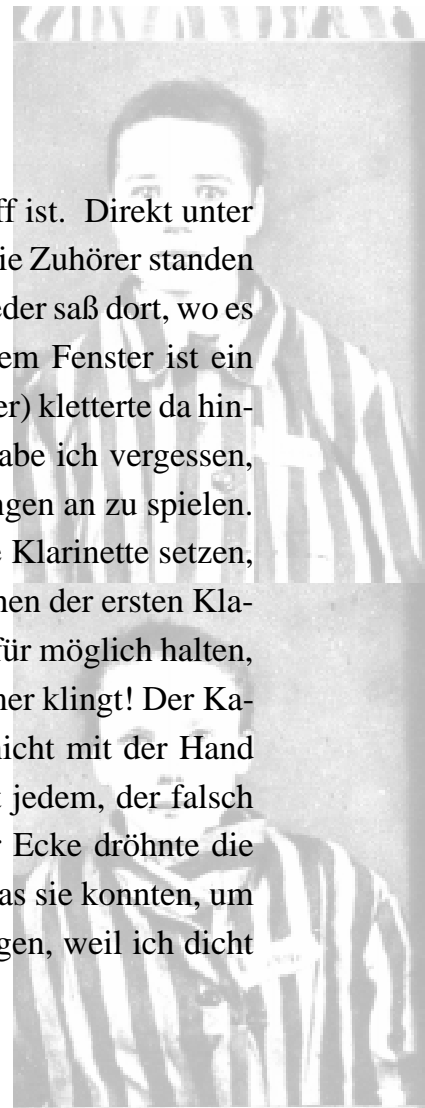 ff ist. Direkt unter
ie Zuhörer standen
eder saß dort, wo es
em Fenster ist ein
er) kletterte da hin-
abe ich vergessen,
ngen an zu spielen.
e Klarinette setzen,
nen der ersten Kla-
für möglich halten,
ner klingt! Der Ka-
nicht mit der Hand
t jedem, der falsch
r Ecke dröhnte die
as sie konnten, um
gen, weil ich dicht